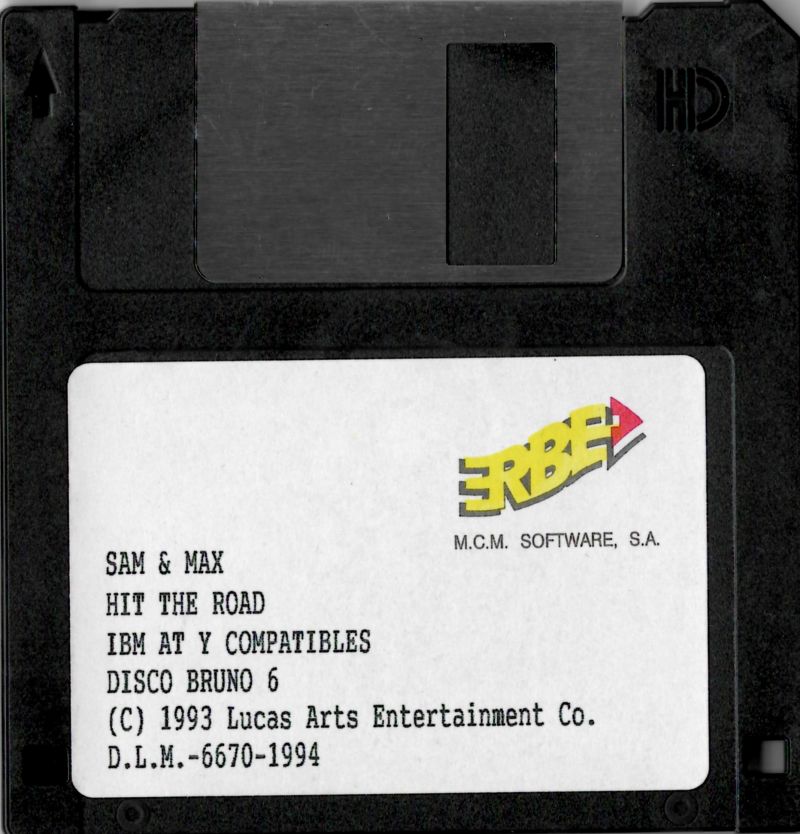 HD
ERBE
M.C.M. SOFTWARE, S.A.
SAM & MAX
HIT THE ROAD
IBM AT Y COMPATIBLES
DISCO BRUNO 6
(C) 1993 Lucas Arts Entertainment Co.
D.L.M.-6670-1994